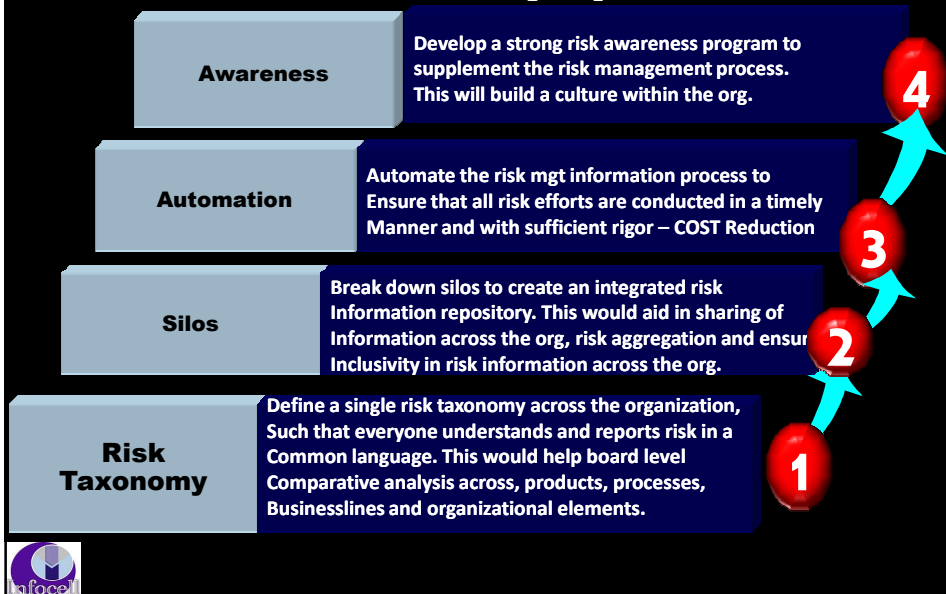 Awareness
Develop a strong risk awareness program to
supplement the risk management process.
This will build a culture within the org.
4
Automation
Automate the risk mgt information process to
Ensure that all risk efforts are conducted in a timely
Manner and with sufficient rigor – COST Reduction
3
Silos
Break down silos to create an integrated risk
Information repository. This would aid in sharing of
Information across the org, risk aggregation and ensur
Inclusivity in risk information across the org.
2
Risk
Taxonomy
Define a single risk taxonomy across the organization,
Such that everyone understands and reports risk in a
Common language. This would help board level
Comparative analysis across, products, processes,
Businesslines and organizational elements.
1
Infocell